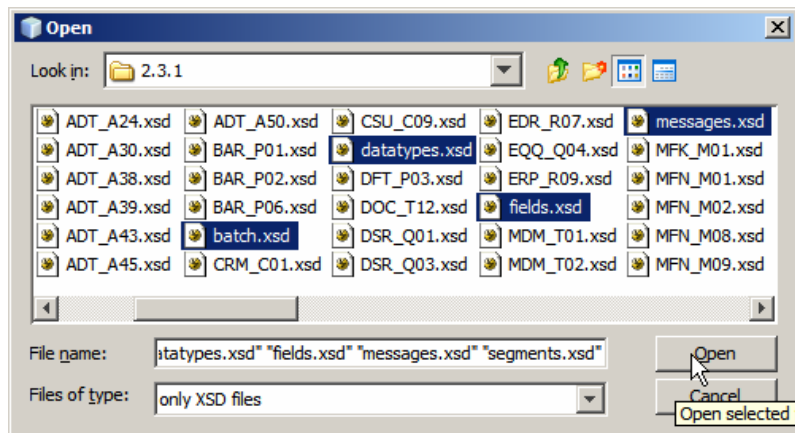 Open
Look in: 2.3.1
ADT_A24.xsd ADT_A50.xsd CSU_C09.xsd EDR_R07.xsd messages.xsd
ADT_A30.xsd BAR_P01.xsd datatypes.xsd EQQ_Q04.xsd MFK_M01.xsd
ADT_A38.xsd BAR_P02.xsd DFT_P03.xsd ERP_R09.xsd MFN_M01.xsd
ADT_A39.xsd BAR_P06.xsd DOC_T12.xsd fields.xsd MFN_M02.xsd
ADT_A43.xsd batch.xsd DSR_Q01.xsd MDM_T01.xsd MFN_M08.xsd
ADT_A45.xsd CRM_C01.xsd DSR_Q03.xsd MDM_T02.xsd MFN_M09.xsd
File name: atatypes.xsd" "fields.xsd" "messages.xsd" "segments.xsd" Open
Files of type: only XSD files Cancel
Open selected